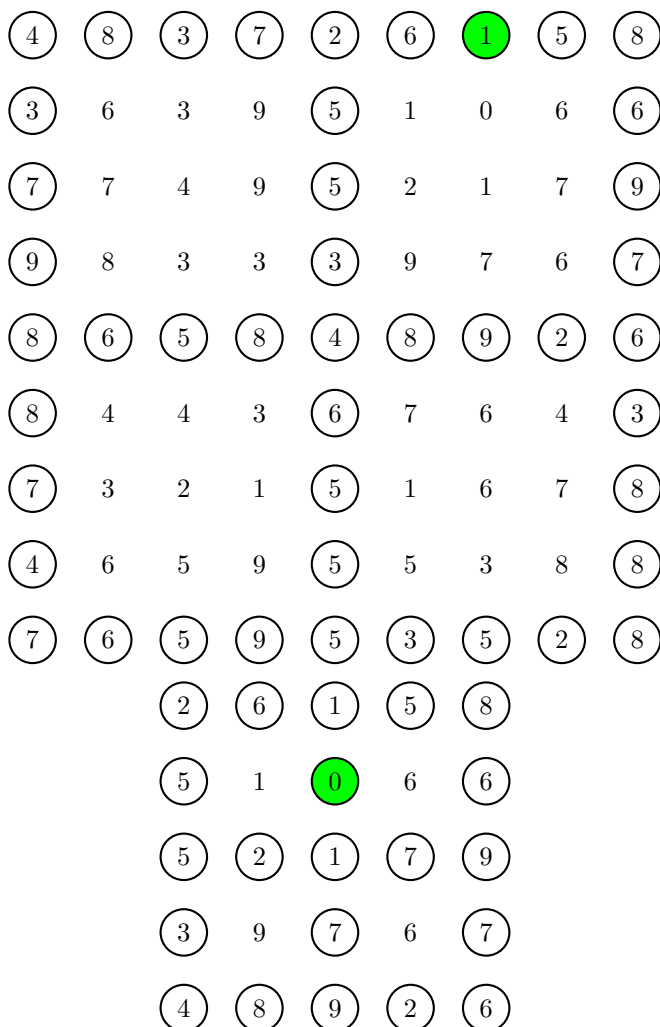 4 8 3 7 2 6 1 5 8
3 6 3 9 5 1 0 6 6
7 7 4 9 5 2 1 7 9
9 8 3 3 3 9 7 6 7
8 6 5 8 4 8 9 2 6
8 4 4 3 6 7 6 4 3
7 3 2 1 5 1 6 7 8
4 6 5 9 5 5 3 8 8
7 6 5 9 5 3 5 2 8
2 6 1 5 8
5 1 0 6 6
5 2 1 7 9
3 9 7 6 7
4 8 9 2 6